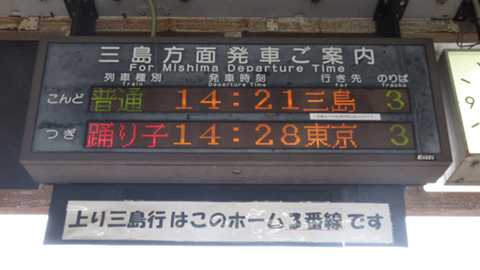 三島方面発車ご案内
For Mishima Departure Time
列車種別 発車時刻 行き先 のりば
Train Departure Time for Tracks
こんど 普通 14:21 三島 3
つぎ 踊り子 14:28 東京 3
上り三島行はこのホーム3番線です